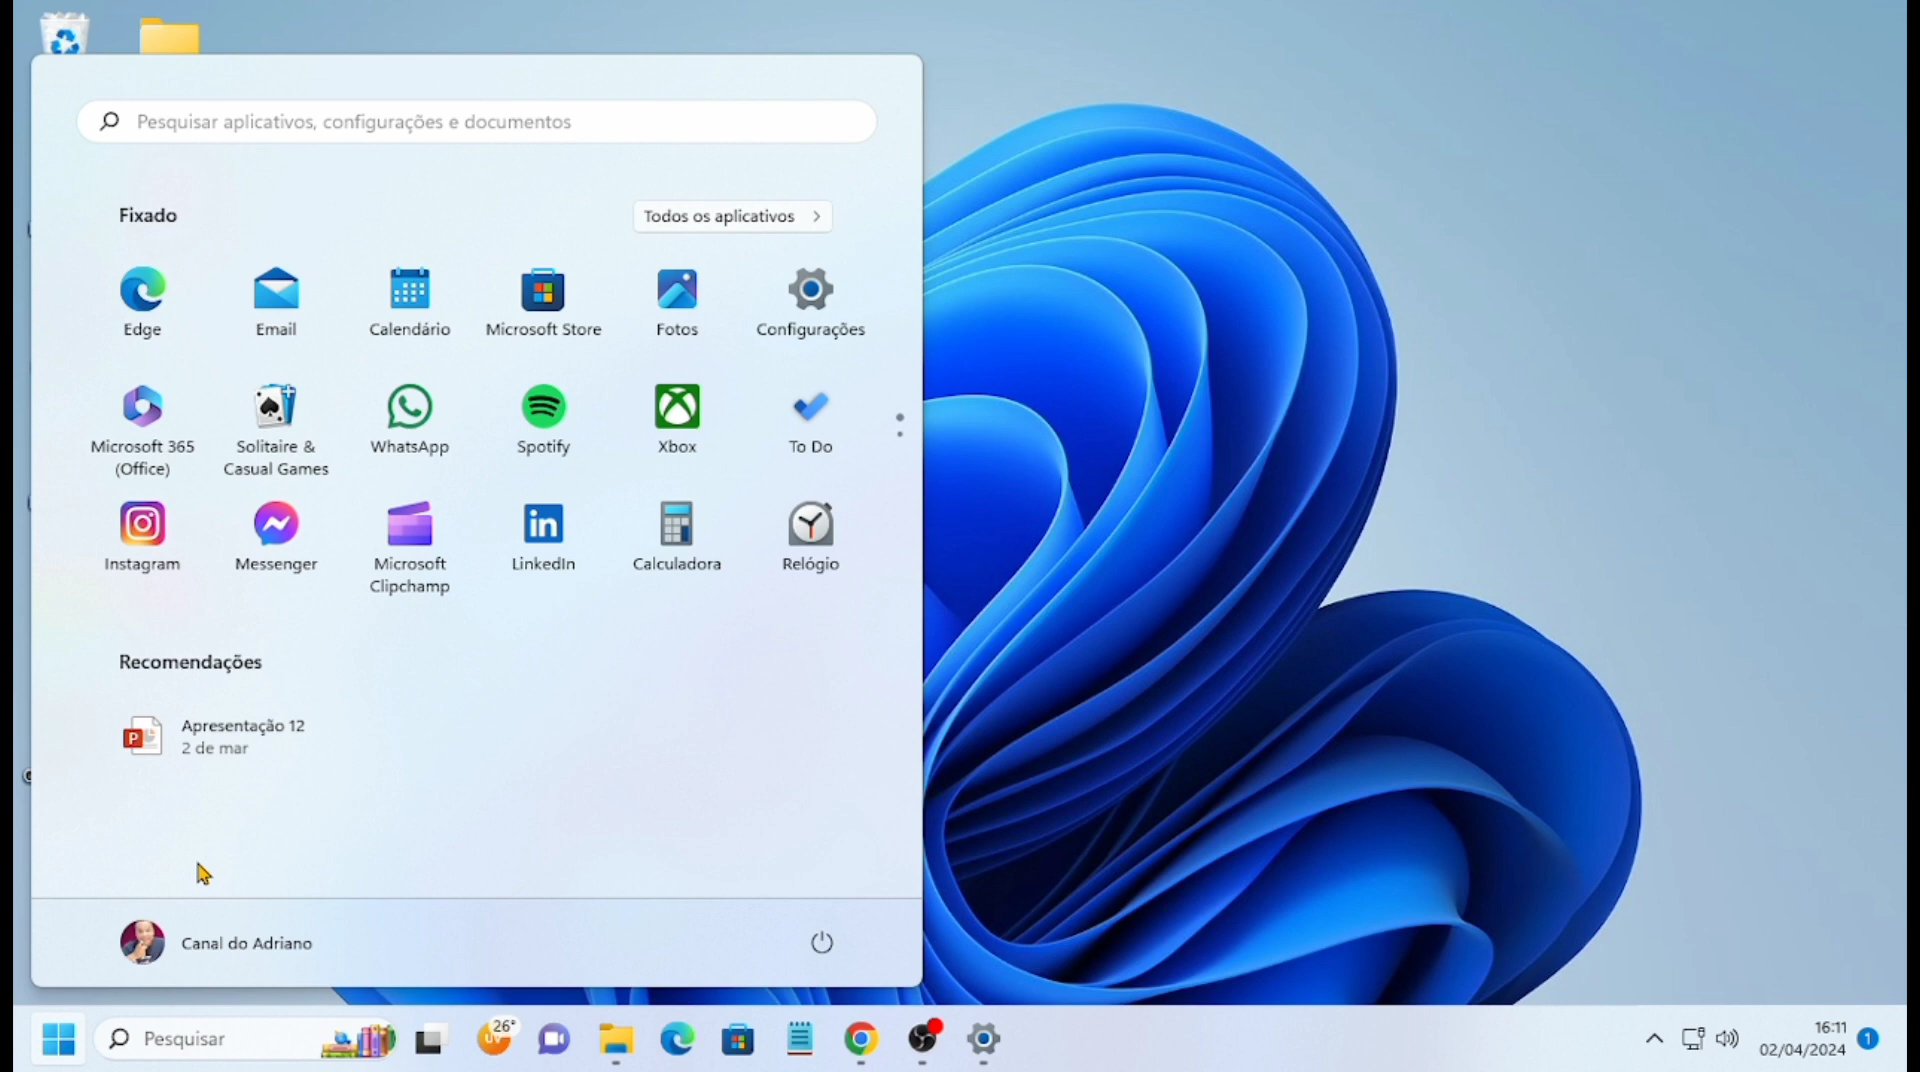 Pesquisar aplicativos, configurações e documentos
Fixado
Todos os aplicativos
Edge
Email
Calendário
Microsoft Store
Fotos
Configurações
Microsoft 365
(Office)
Solitaire &
Casual Games
WhatsApp
Spotify
Xbox
To Do
Instagram
Messenger
Microsoft
Clipchamp
in
LinkedIn
Calculadora
Relógio
Recomendações
P
Apresentação 12
2 de mar
Canal do Adriano
Pesquisar
26°
UV
16:11
02/04/2024
1